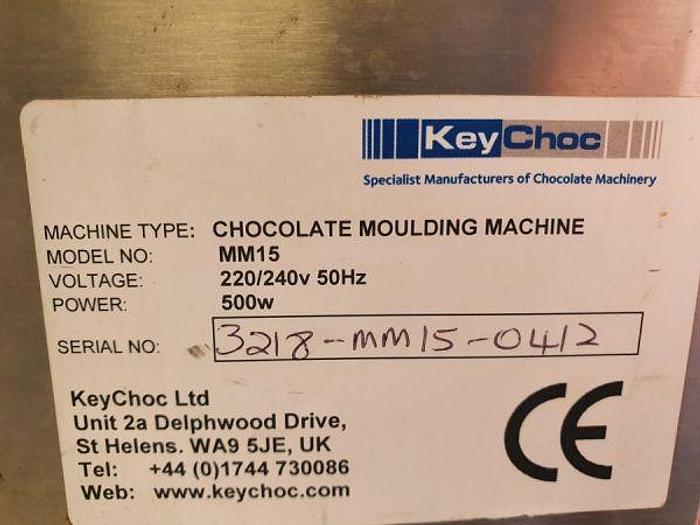 KeyChoc
Specialist Manufacturers of Chocolate Machinery
MACHINE TYPE: CHOCOLATE MOULDING MACHINE
MODEL NO: MM15
VOLTAGE: 220/240v 50Hz
POWER: 500w
SERIAL NO: 3218-MM15-0412
KeyChoc Ltd
Unit 2a Delphwood Drive,
St Helens. WA9 5JE, UK
Tel: +44 (0)1744 730086
Web: www.keychoc.com
CE